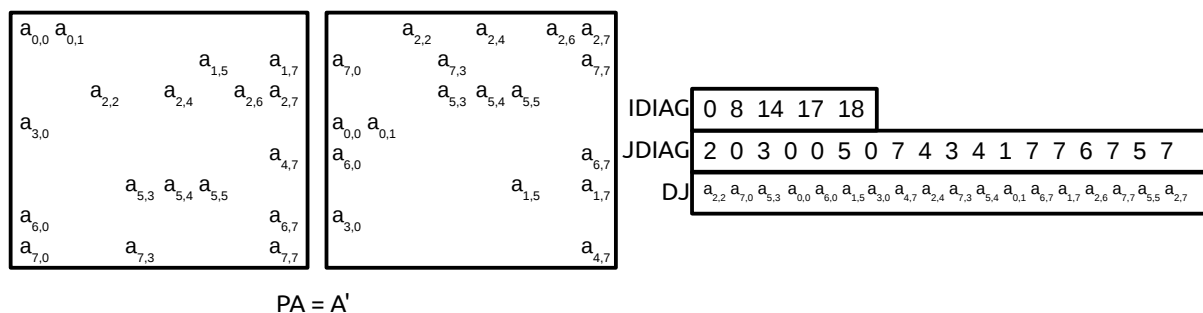 a0,0 a0,1
a1,5 a1,7
a2,2 a2,4 a2,6 a2,7
a3,0
a4,7
a5,3 a5,4 a5,5
a6,0 a6,7
a7,0 a7,3 a7,7
a2,2 a2,4 a2,6 a2,7
a7,0 a7,3 a7,7
a5,3 a5,4 a5,5
a0,0 a0,1
a6,0 a6,7
a1,5 a1,7
a3,0
a4,7
IDIAG 0 8 14 17 18
JDIAG 2 0 3 0 0 5 0 7 4 3 4 1 7 7 6 7 5 7
DJ a2,2 a7,0 a5,3 a0,0 a6,0 a1,5 a3,0 a4,7 a2,4 a7,3 a5,4 a0,1 a6,7 a1,7 a2,6 a7,7 a5,5 a2,7
PA = A'